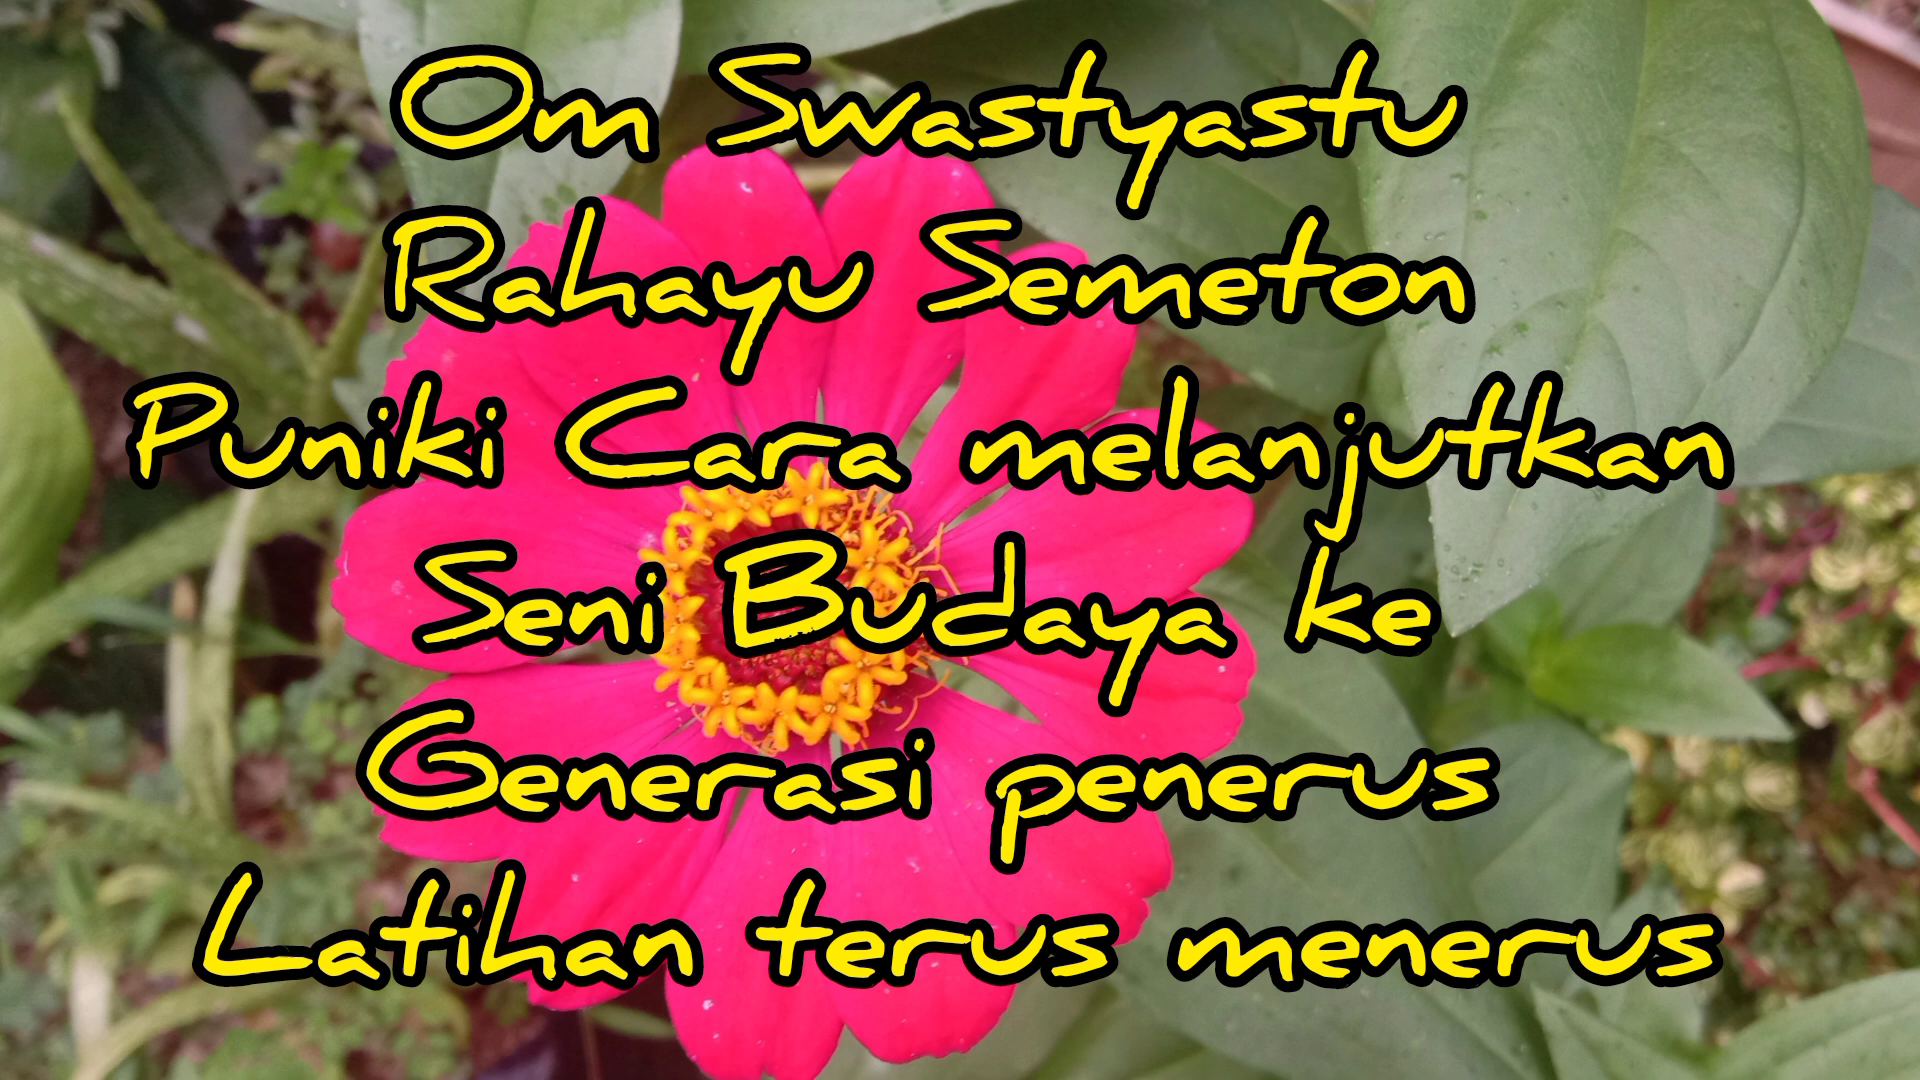 Om Swastyastu
Rahayu Semeton
Puniki Cara melanjutkan
Seni Budaya ke
Generasi penerus
Latihan terus menerus